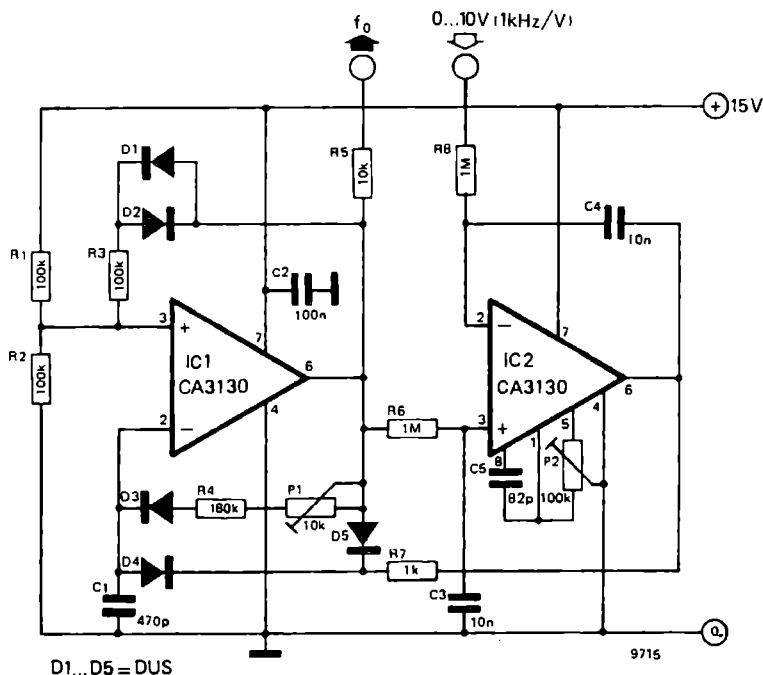 f0
0...10V (1kHz/V)
+ 15V
D1
D2
R5
10k
R8
1M
C4
10n
R1
100k
R3
100k
C2
100n
R2
100k
3 +
7
IC1
CA3130
6
4
2 −
2 −
7
IC2
CA3130
6
3 +
8
1
5
4
R6
1M
C5
82p
P2
100k
D3
R4
180k
P1
10k
D5
D4
R7
1k
C1
470p
C3
10n
9715
D1...D5 = DUS